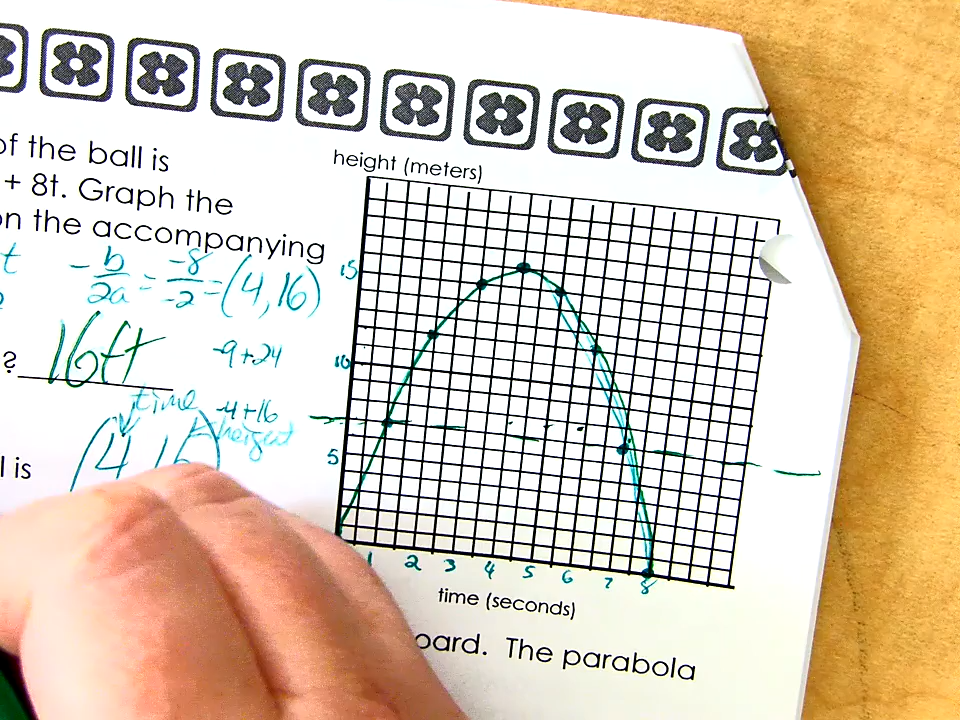 of the ball is
+ 8t. Graph the
on the accompanying
t -b/2a = -8/-2 = (4,16)
? 16ft
-9+24
time -4+16
height
l is (4 16)
height (meters)
15
10
5
1 2 3 4 5 6 7 8
time (seconds)
oard. The parabola